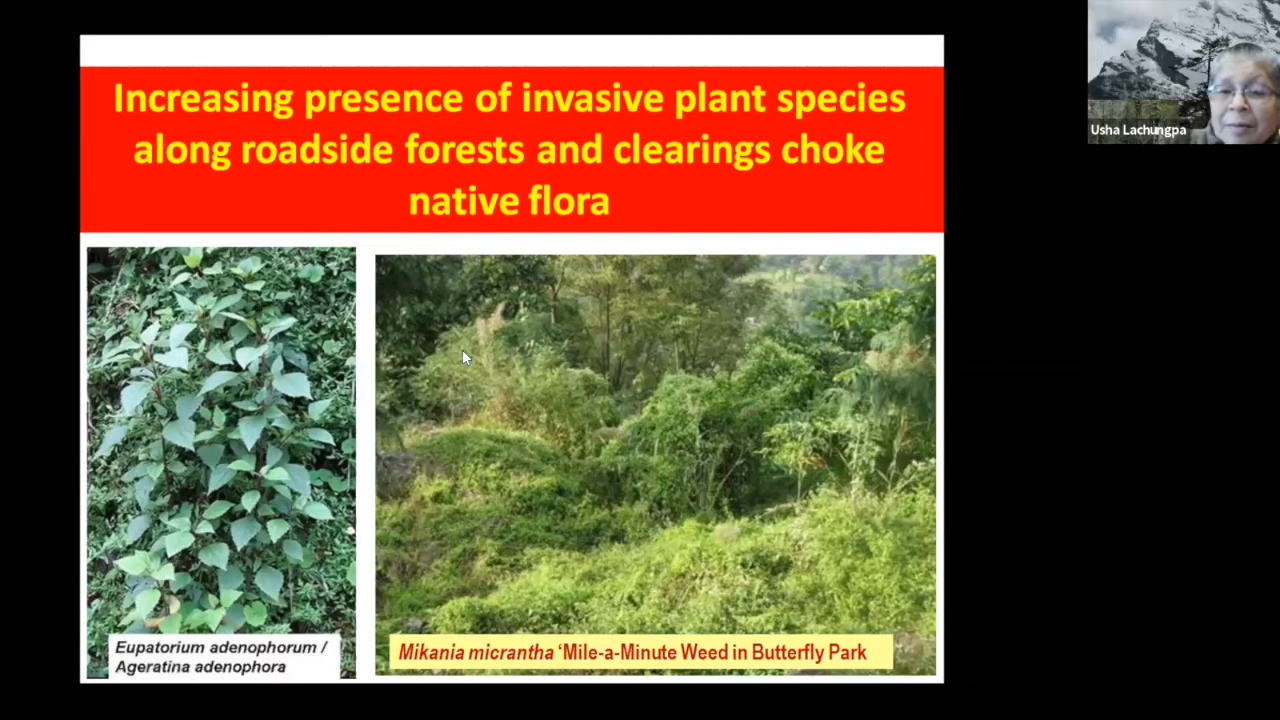 Increasing presence of invasive plant species
along roadside forests and clearings choke
native flora
Usha Lachungpa
Eupatorium adenophorum /
Ageratina adenophora
Mikania micrantha ‘Mile-a-Minute Weed in Butterfly Park